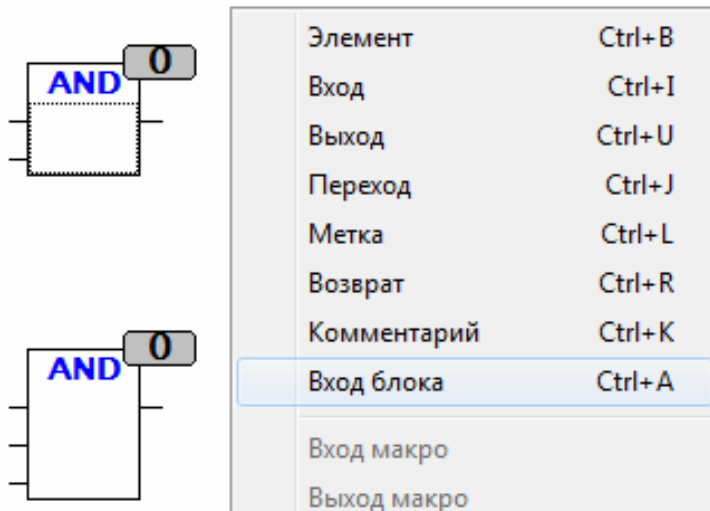 0
AND
0
AND
Элемент Ctrl+B
Вход Ctrl+I
Выход Ctrl+U
Переход Ctrl+J
Метка Ctrl+L
Возврат Ctrl+R
Комментарий Ctrl+K
Вход блока Ctrl+A
Вход макро
Выход макро